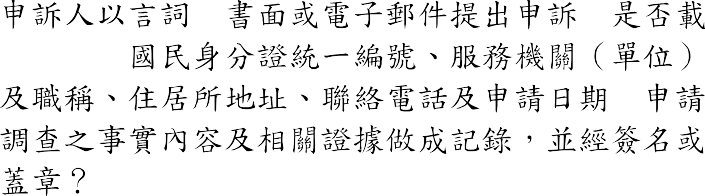 申訴人以言詞　書面或電子郵件提出申訴　是否載
國民身分證統一編號、服務機關（單位）
及職稱、住居所地址、聯絡電話及申請日期　申請
調查之事實內容及相關證據做成記錄，並經簽名或
蓋章？